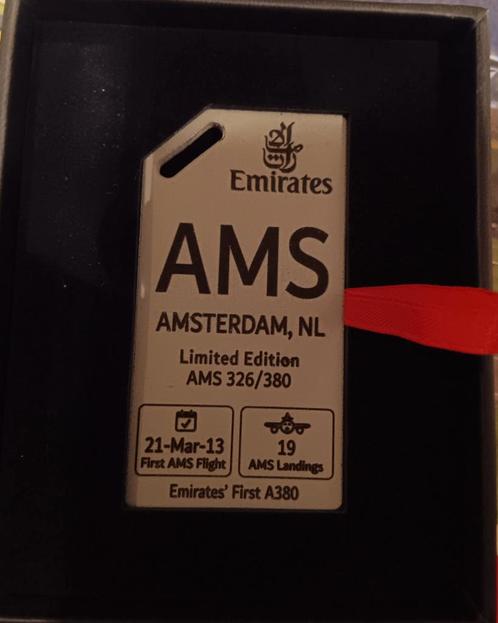 Emirates
AMS
AMSTERDAM, NL
Limited Edition
AMS 326/380
21-Mar-13
First AMS Flight
19
AMS Landings
Emirates' First A380